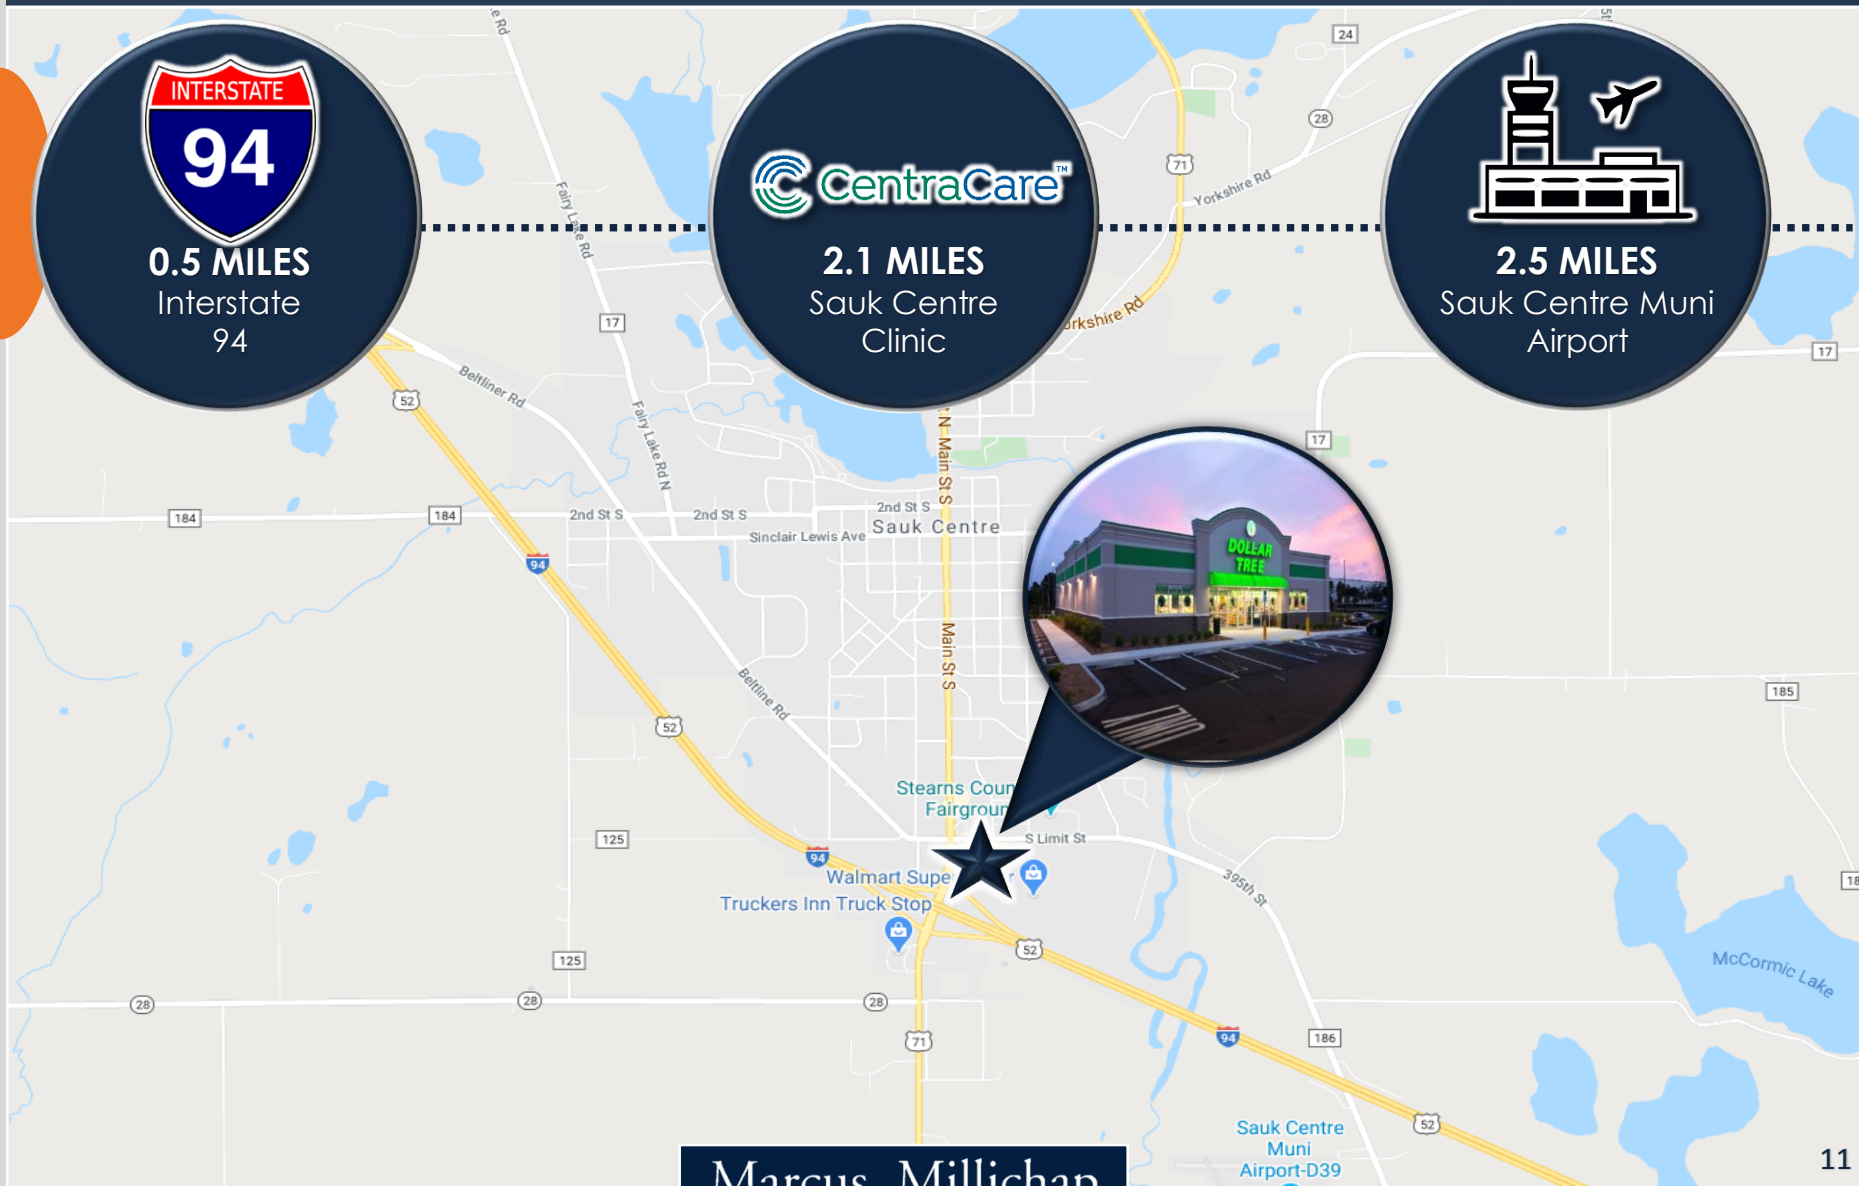 INTERSTATE
94
0.5 MILES
Interstate
94
CentraCare™
2.1 MILES
Sauk Centre
Clinic
2.5 MILES
Sauk Centre Muni
Airport
24
28
71
Yorkshire Rd
Fairy Lake Rd
17
17
52
Beltliner Rd
Fairy Lake Rd N
N Main St S
17
184
184
2nd St S
2nd St S
2nd St S
Sauk Centre
Sinclair Lewis Ave
94
DOLLAR
TREE
Main St S
Beltline Rd
52
185
Stearns Coun
Fairgroun
S Limit St
125
94
Walmart Supe
r
395th St
Truckers Inn Truck Stop
52
125
McCormic Lake
28
28
28
71
94
186
52
Sauk Centre
Muni
Airport-D39
Marcus Millichap
11